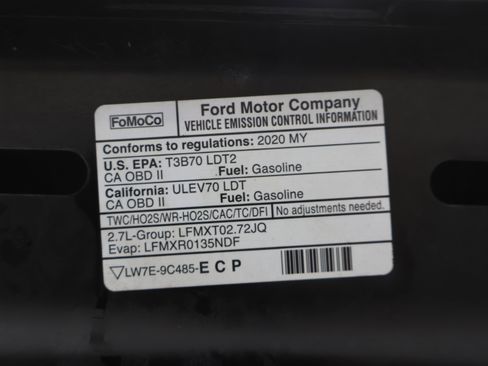 FoMoCo
Ford Motor Company
VEHICLE EMISSION CONTROL INFORMATION
Conforms to regulations: 2020 MY
U.S. EPA: T3B70 LDT2
CA OBD II Fuel: Gasoline
California: ULEV70 LDT
CA OBD II Fuel: Gasoline
TWC/HO2S/WR-HO2S/CAC/TC/DFI No adjustments needed.
2.7L-Group: LFMXT02.72JQ
Evap: LFMXR0135NDF
LW7E-9C485-E C P